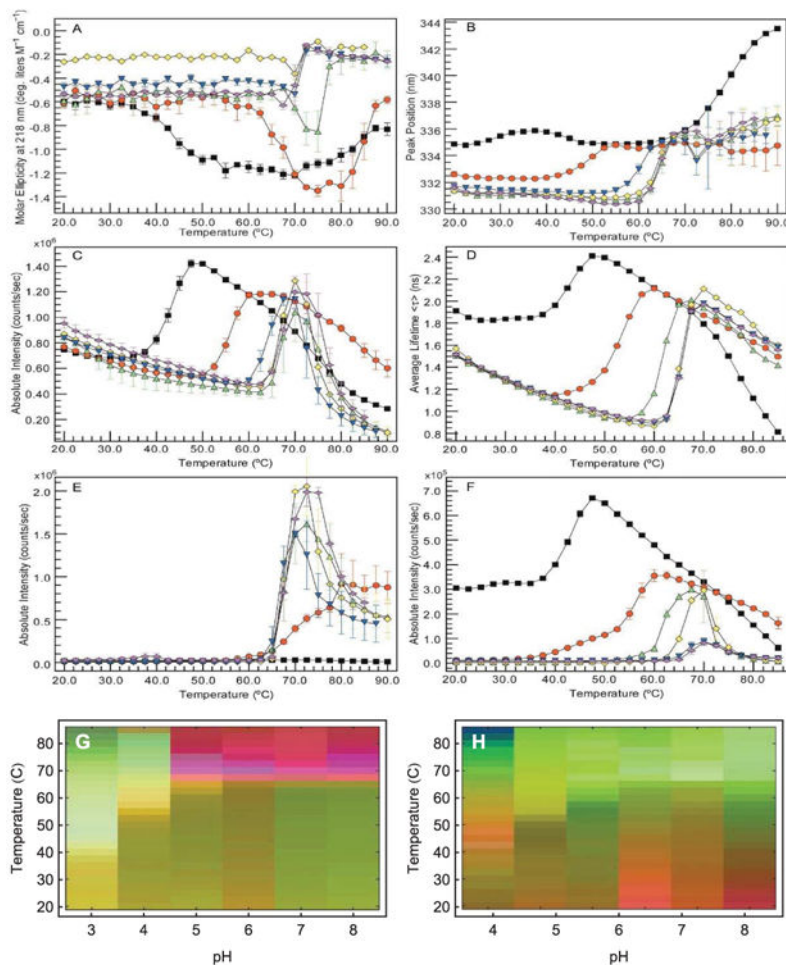 A
Molar Ellipticity at 218 nm (deg. liters M⁻¹ cm⁻¹)
0.0
-0.2
-0.4
-0.6
-0.8
-1.0
-1.2
-1.4
20.0 30.0 40.0 50.0 60.0 70.0 80.0 90.0
Temperature (ºC)
B
Peak Position (nm)
344
342
340
338
336
334
332
330
20.0 30.0 40.0 50.0 60.0 70.0 80.0 90.0
Temperature (ºC)
C
×10⁶
Absolute Intensity (counts/sec)
1.40
1.20
1.00
0.80
0.60
0.40
0.20
20.0 30.0 40.0 50.0 60.0 70.0 80.0 90.0
Temperature (ºC)
D
Average Lifetime <τ> (ns)
2.4
2.2
2.0
1.8
1.6
1.4
1.2
1.0
0.8
20.0 30.0 40.0 50.0 60.0 70.0 80.0
Temperature (ºC)
E
×10⁶
Absolute Intensity (counts/sec)
2.0
1.5
1.0
0.5
0.0
20.0 30.0 40.0 50.0 60.0 70.0 80.0 90.0
Temperature (ºC)
F
×10⁵
Absolute Intensity (counts/sec)
7.0
6.0
5.0
4.0
3.0
2.0
1.0
0.0
20.0 30.0 40.0 50.0 60.0 70.0 80.0
Temperature (ºC)
G
Temperature (C)
80
70
60
50
40
30
20
3 4 5 6 7 8
pH
H
Temperature (C)
80
70
60
50
40
30
20
4 5 6 7 8
pH